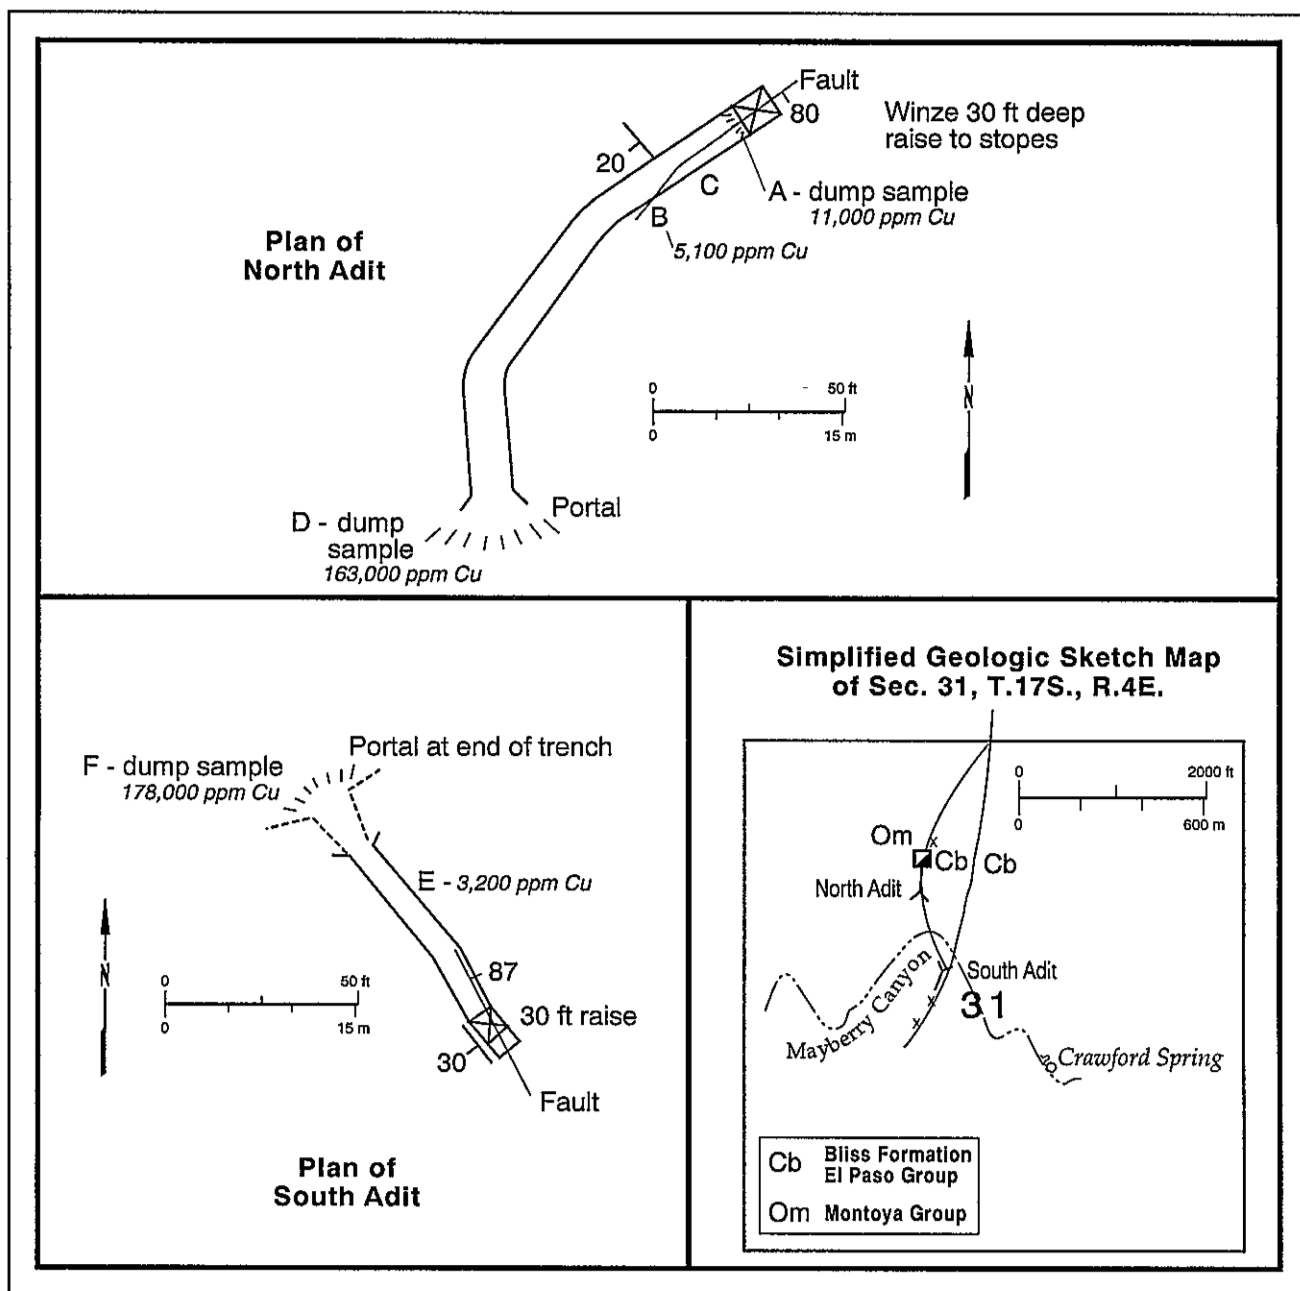 Fault
80
Winze 30 ft deep
raise to stopes
20
C
A - dump sample
11,000 ppm Cu
B
5,100 ppm Cu
Plan of
North Adit
0 50 ft
0 15 m
N
Portal
D - dump
sample
163,000 ppm Cu
Portal at end of trench
F - dump sample
178,000 ppm Cu
E - 3,200 ppm Cu
N
0 50 ft
0 15 m
87
30 ft raise
30
Fault
Plan of
South Adit
Simplified Geologic Sketch Map
of Sec. 31, T.17S., R.4E.
0 2000 ft
0 600 m
Om
x
Cb Cb
North Adit
South Adit
31
Mayberry Canyon
x
x
Crawford Spring
Cb Bliss Formation
El Paso Group
Om Montoya Group